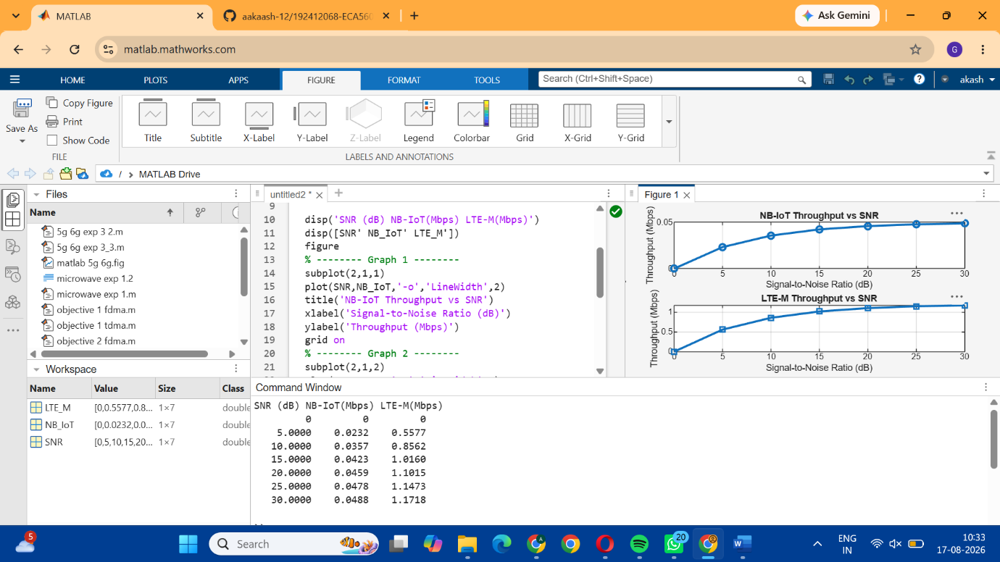 MATLAB
aakaash-12/192412068-ECA560
Ask Gemini
matlab.mathworks.com
G
HOME
PLOTS
APPS
FIGURE
FORMAT
TOOLS
Search (Ctrl+Shift+Space)
akash
Save As
Copy Figure
Print
Show Code
FILE
Title
Subtitle
X-Label
Y-Label
Z-Label
Legend
Colorbar
Grid
X-Grid
Y-Grid
LABELS AND ANNOTATIONS
/ > MATLAB Drive
Files
Name
5g 6g exp 3 2.m
5g 6g exp 3_3.m
matlab 5g 6g.fig
microwave exp 1.2
microwave exp 1.m
objective 1 fdma.m
objective 1 tdma.m
objective 2 fdma.m
Workspace
Name Value Size Class
LTE_M [0,0.5577,0.8... 1×7 double
NB_IoT [0,0.0232,0.0... 1×7 double
SNR [0,5,10,15,20... 1×7 double
untitled2 *
9
10 disp('SNR (dB) NB-IoT(Mbps) LTE-M(Mbps)')
11 disp([SNR' NB_IoT' LTE_M'])
12 figure
13 % -------- Graph 1 --------
14 subplot(2,1,1)
15 plot(SNR,NB_IoT,'-o','LineWidth',2)
16 title('NB-IoT Throughput vs SNR')
17 xlabel('Signal-to-Noise Ratio (dB)')
18 ylabel('Throughput (Mbps)')
19 grid on
20 % -------- Graph 2 --------
21 subplot(2,1,2)
Figure 1
NB-IoT Throughput vs SNR
Throughput (Mbps)
0.05
0
0 5 10 15 20 25 30
Signal-to-Noise Ratio (dB)
LTE-M Throughput vs SNR
Throughput (Mbps)
1
0.5
0
0 5 10 15 20 25 30
Signal-to-Noise Ratio (dB)
Command Window
SNR (dB) NB-IoT(Mbps) LTE-M(Mbps)
0 0 0
5.0000 0.0232 0.5577
10.0000 0.0357 0.8562
15.0000 0.0423 1.0160
20.0000 0.0459 1.1015
25.0000 0.0478 1.1473
30.0000 0.0488 1.1718
5
Search
20
ENG
IN
10:33
17-08-2026